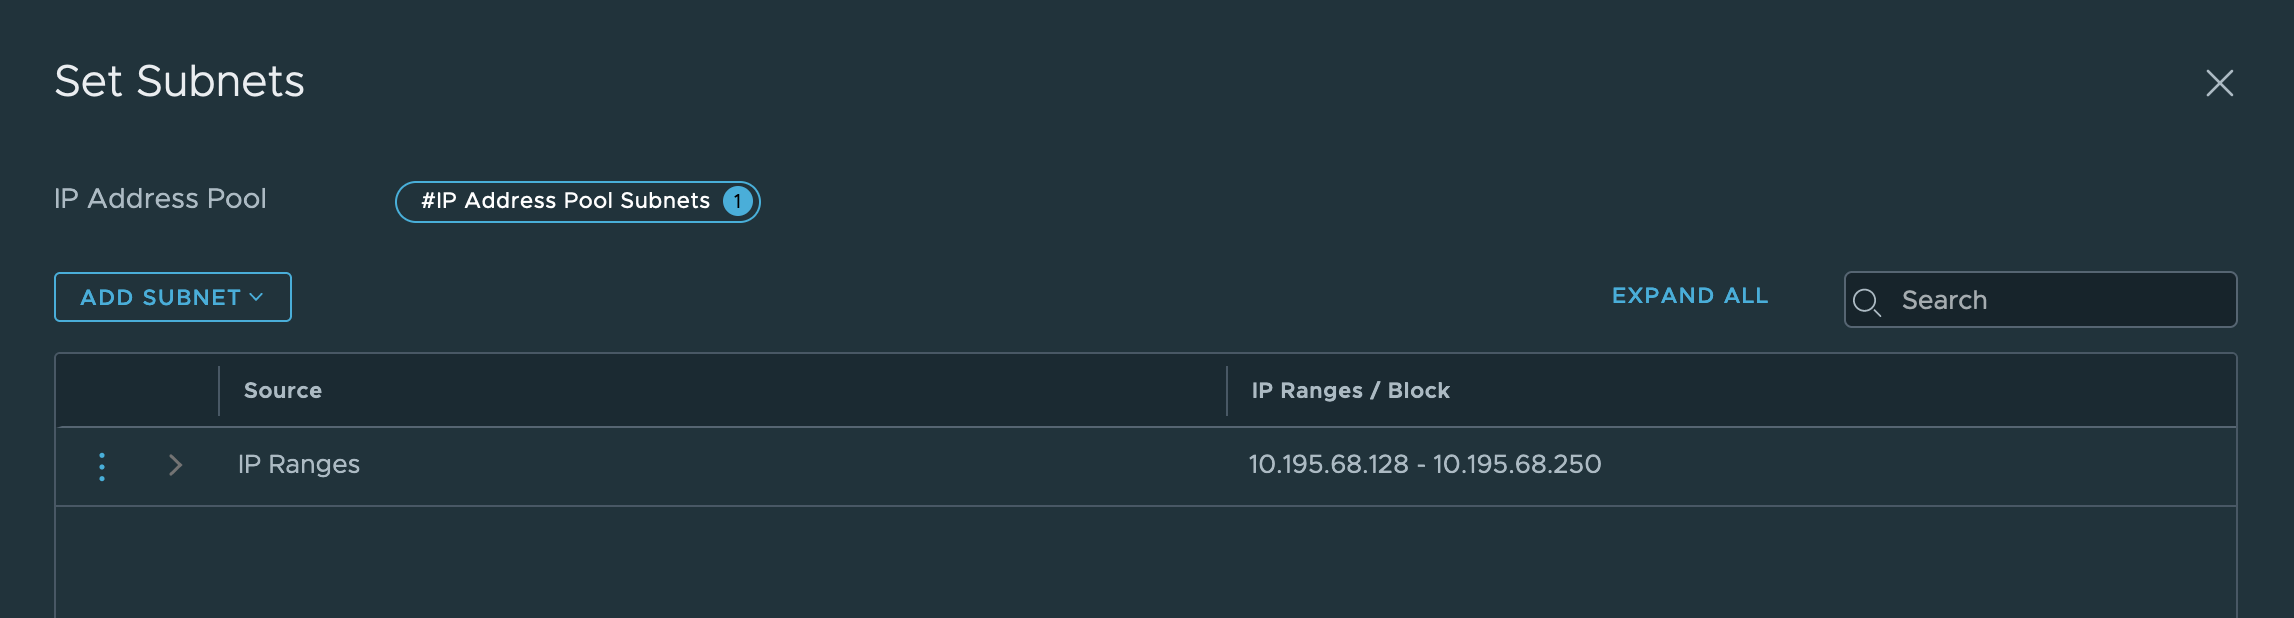 Set Subnets
IP Address Pool
#IP Address Pool Subnets 1
ADD SUBNET
EXPAND ALL
Search
Source
IP Ranges / Block
IP Ranges
10.195.68.128 - 10.195.68.250